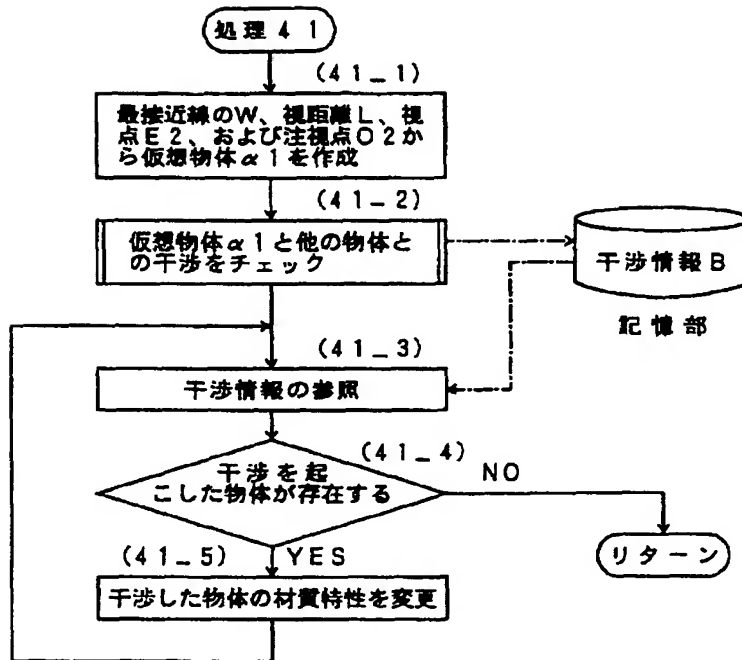 処理41
(41_1)
最接近線のW、視距離L、視
点E2、および注視点O2か
ら仮想物体α1を作成
(41_2)
仮想物体α1と他の物体と
の干渉をチェック
干渉情報B
記憶部
(41_3)
干渉情報の参照
(41_4)
干渉を起
こした物体が存在する
NO
リターン
(41_5)
YES
干渉した物体の材質特性を変更